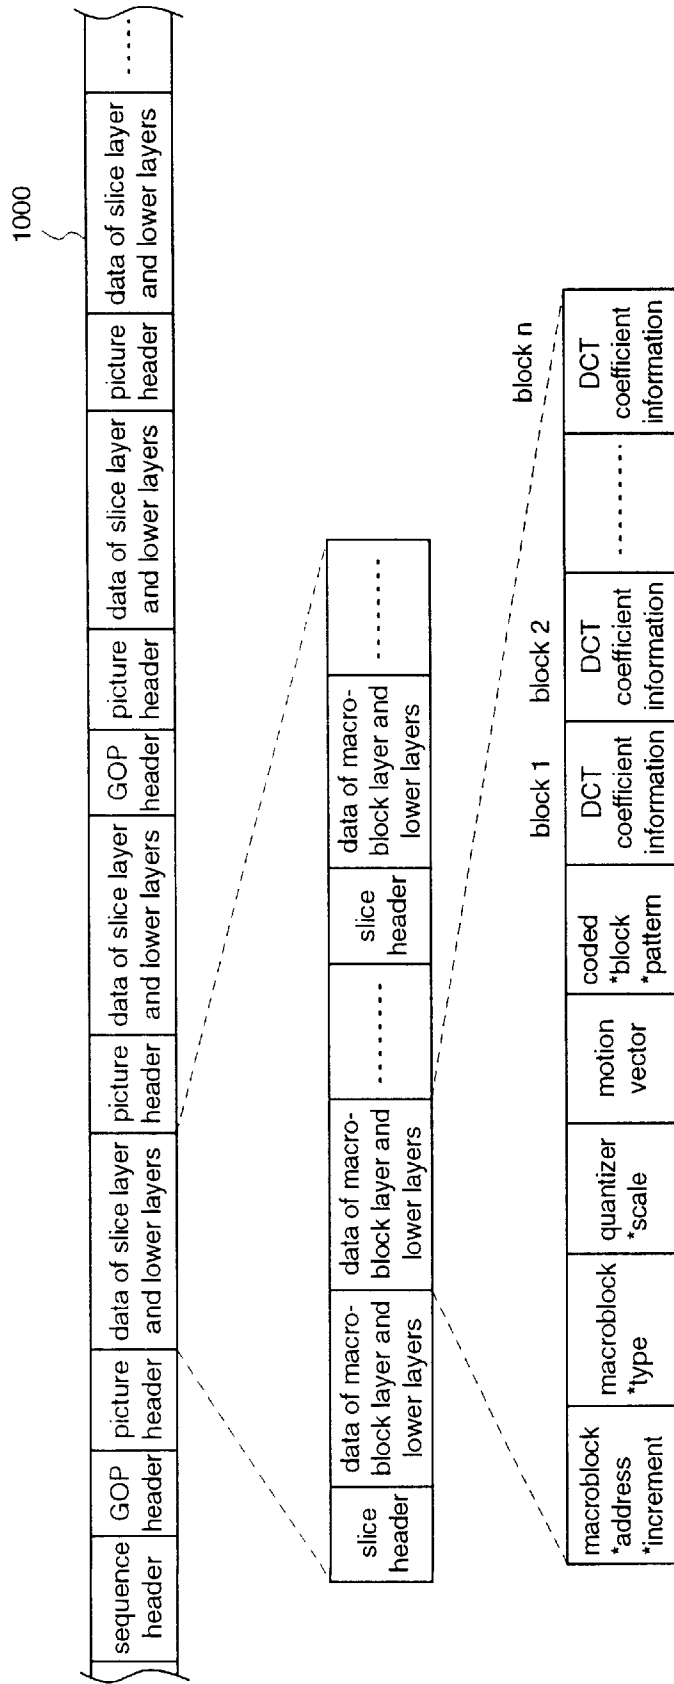 1000
sequence
header
GOP
header
picture
header
data of slice layer
and lower layers
picture
header
data of slice layer
and lower layers
GOP
header
picture
header
data of slice layer
and lower layers
picture
header
data of slice layer
and lower layers
........
slice
header
data of macro-
block layer and
lower layers
data of macro-
block layer and
lower layers
........
slice
header
data of macro-
block layer and
lower layers
........
block 1
block 2
block n
macroblock
*address
*increment
macroblock
*type
quantizer
*scale
motion
vector
coded
*block
*pattern
DCT
coefficient
information
DCT
coefficient
information
..........
DCT
coefficient
information